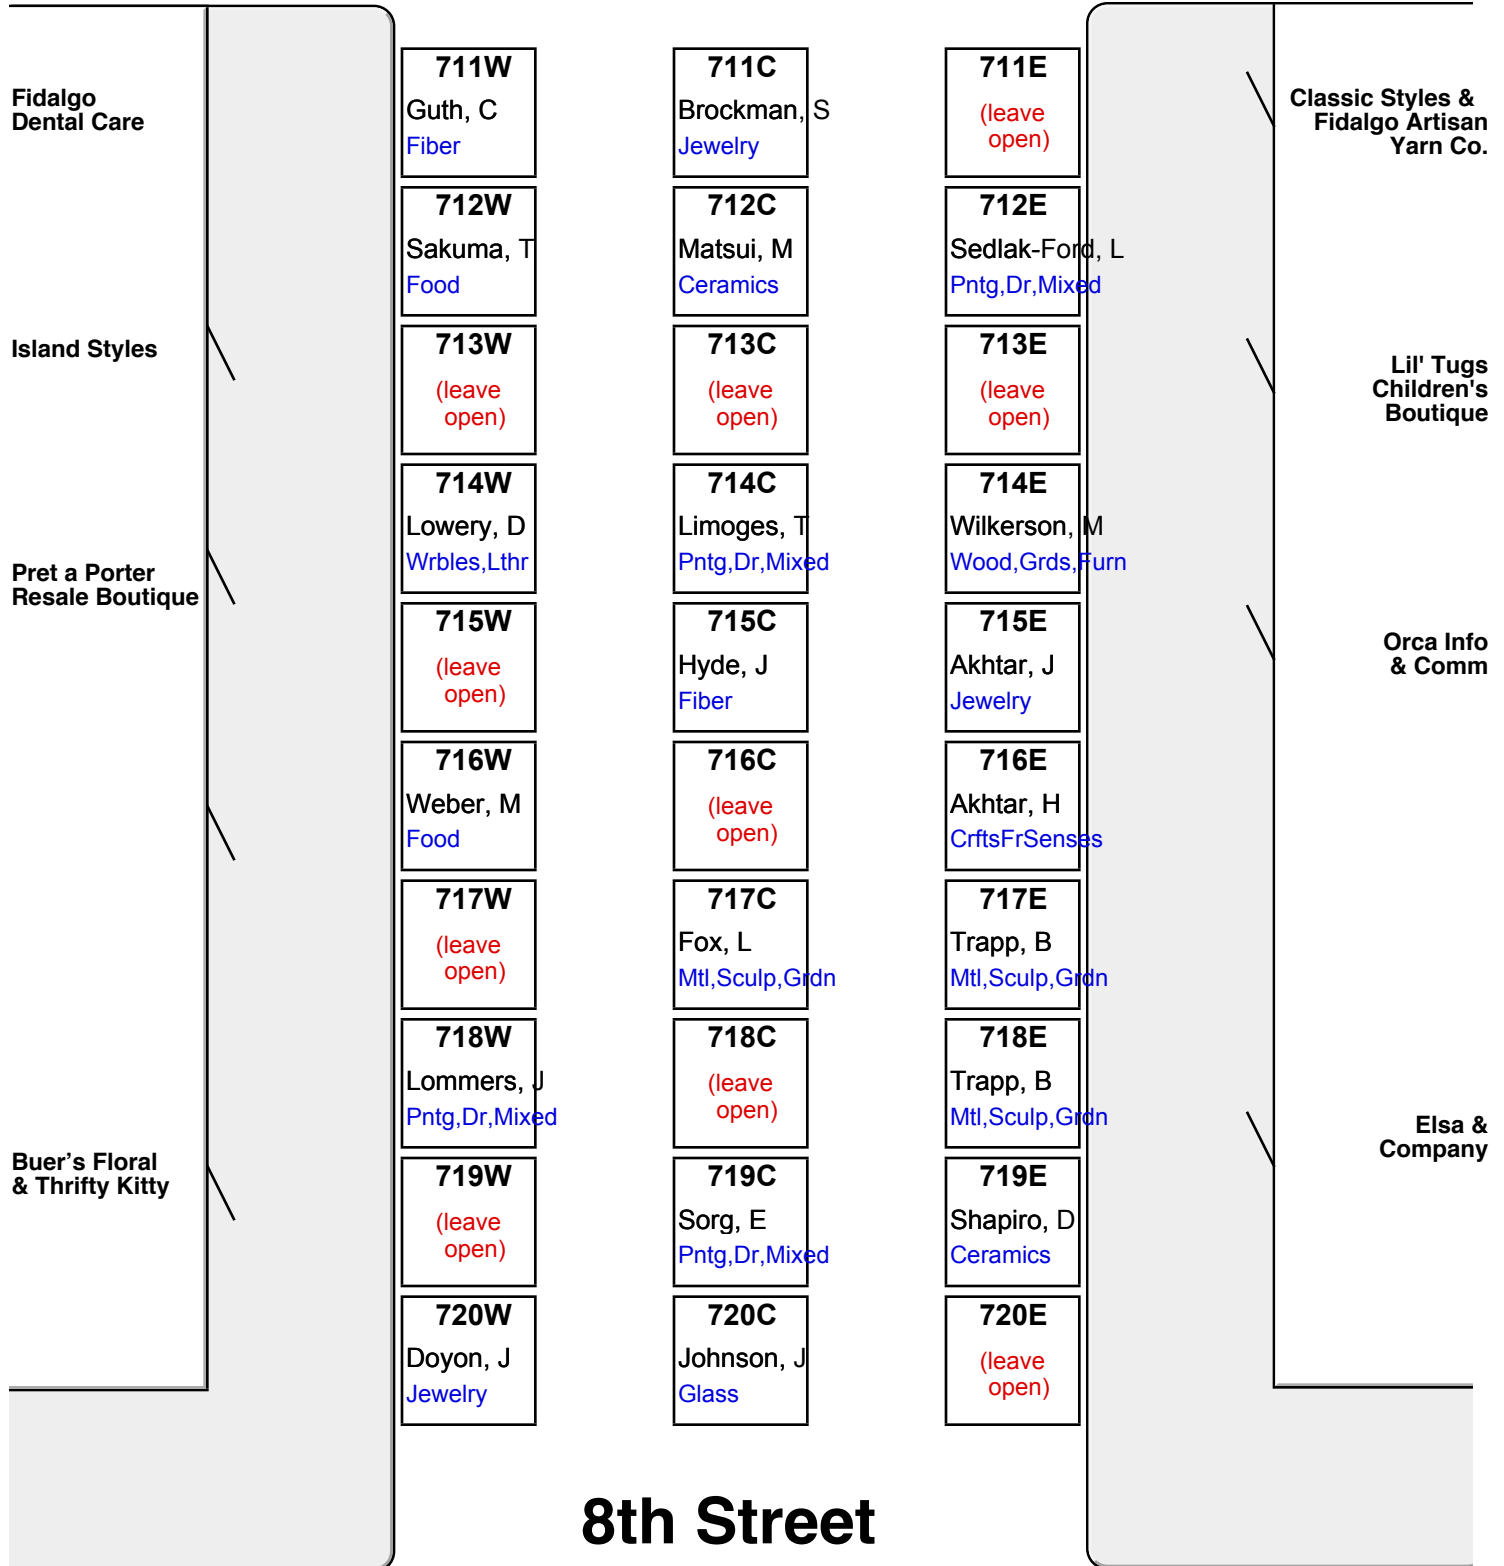 Fidalgo
Dental Care
Island Styles
Pret a Porter
Resale Boutique
Buer’s Floral
& Thrifty Kitty
711W
Guth, C
Fiber
712W
Sakuma, T
Food
713W
(leave
open)
714W
Lowery, D
Wrbles,Lthr
715W
(leave
open)
716W
Weber, M
Food
717W
(leave
open)
718W
Lommers, J
Pntg,Dr,Mixed
719W
(leave
open)
720W
Doyon, J
Jewelry
711C
Brockman, S
Jewelry
712C
Matsui, M
Ceramics
713C
(leave
open)
714C
Limoges, T
Pntg,Dr,Mixed
715C
Hyde, J
Fiber
716C
(leave
open)
717C
Fox, L
Mtl,Sculp,Grdn
718C
(leave
open)
719C
Sorg, E
Pntg,Dr,Mixed
720C
Johnson, J
Glass
711E
(leave
open)
712E
Sedlak-Ford, L
Pntg,Dr,Mixed
713E
(leave
open)
714E
Wilkerson, M
Wood,Grds,Furn
715E
Akhtar, J
Jewelry
716E
Akhtar, H
CrftsFrSenses
717E
Trapp, B
Mtl,Sculp,Grdn
718E
Trapp, B
Mtl,Sculp,Grdn
719E
Shapiro, D
Ceramics
720E
(leave
open)
Classic Styles &
Fidalgo Artisan
Yarn Co.
Lil' Tugs
Children's
Boutique
Orca Info
& Comm
Elsa &
Company
8th Street